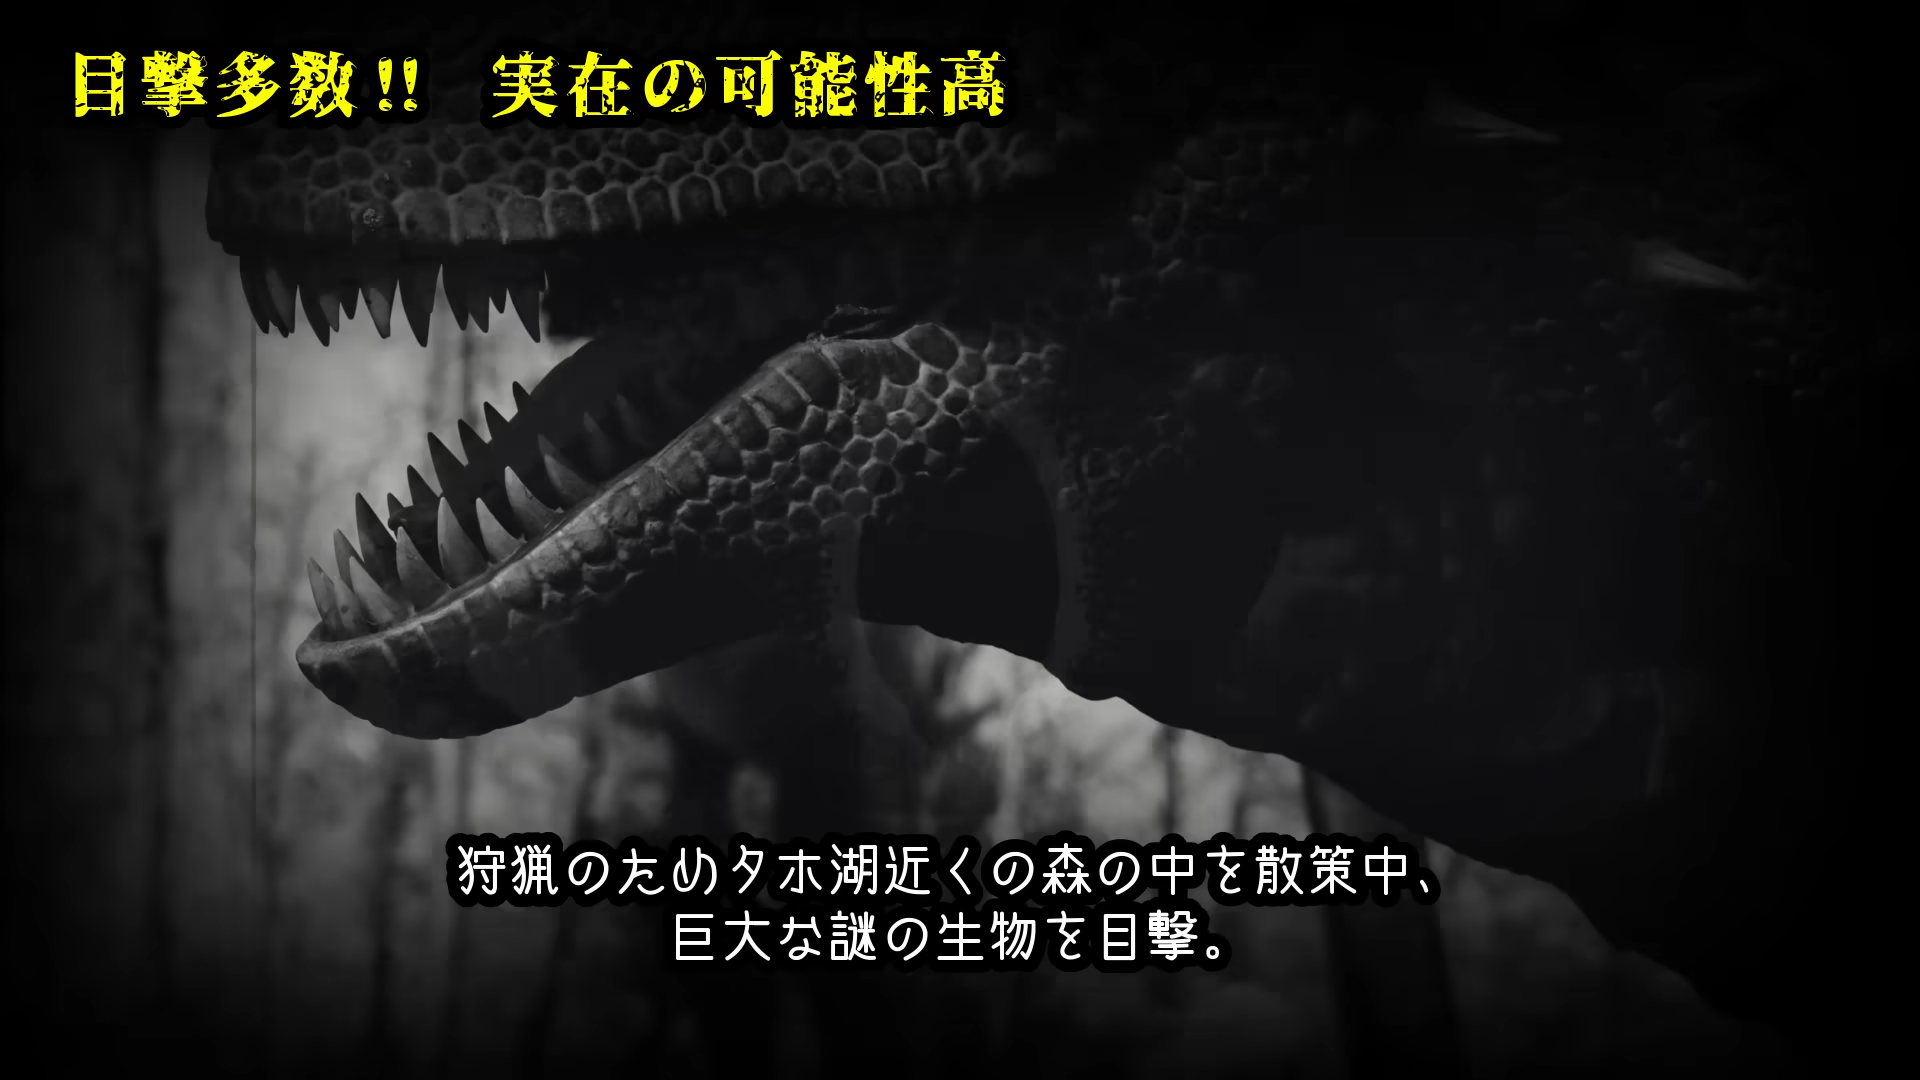 目撃多数!!　実在の可能性高
狩猟のためタホ湖近くの森の中を散策中、
巨大な謎の生物を目撃。